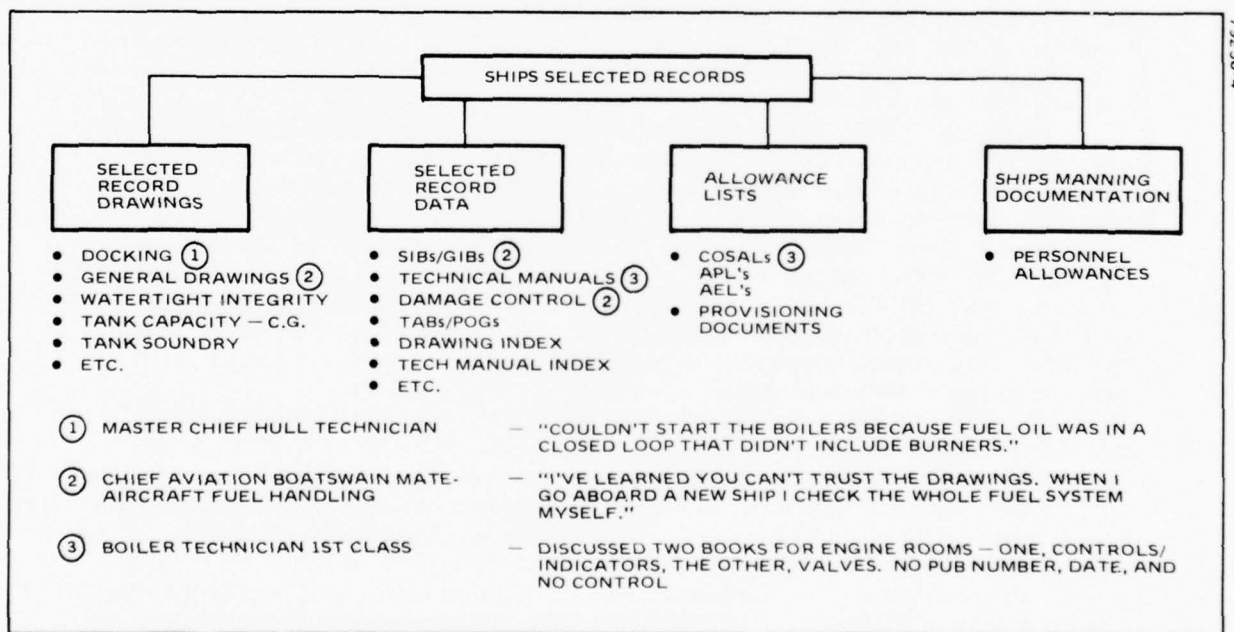 SHIPS SELECTED RECORDS
SELECTED
RECORD
DRAWINGS
• DOCKING ①
• GENERAL DRAWINGS ②
• WATERTIGHT INTEGRITY
• TANK CAPACITY — C.G.
• TANK SOUNDRY
• ETC.
SELECTED
RECORD
DATA
• SIBs/GIBs ②
• TECHNICAL MANUALS ③
• DAMAGE CONTROL ②
• TABs/POGs
• DRAWING INDEX
• TECH MANUAL INDEX
• ETC.
ALLOWANCE
LISTS
• COSALs ③
APL's
AEL's
• PROVISIONING
DOCUMENTS
SHIPS MANNING
DOCUMENTATION
• PERSONNEL
ALLOWANCES
① MASTER CHIEF HULL TECHNICIAN — "COULDN'T START THE BOILERS BECAUSE FUEL OIL WAS IN A
CLOSED LOOP THAT DIDN'T INCLUDE BURNERS."
② CHIEF AVIATION BOATSWAIN MATE- — "I'VE LEARNED YOU CAN'T TRUST THE DRAWINGS. WHEN I
AIRCRAFT FUEL HANDLING GO ABOARD A NEW SHIP I CHECK THE WHOLE FUEL SYSTEM
MYSELF."
③ BOILER TECHNICIAN 1ST CLASS — DISCUSSED TWO BOOKS FOR ENGINE ROOMS — ONE, CONTROLS/
INDICATORS, THE OTHER, VALVES. NO PUB NUMBER, DATE, AND
NO CONTROL